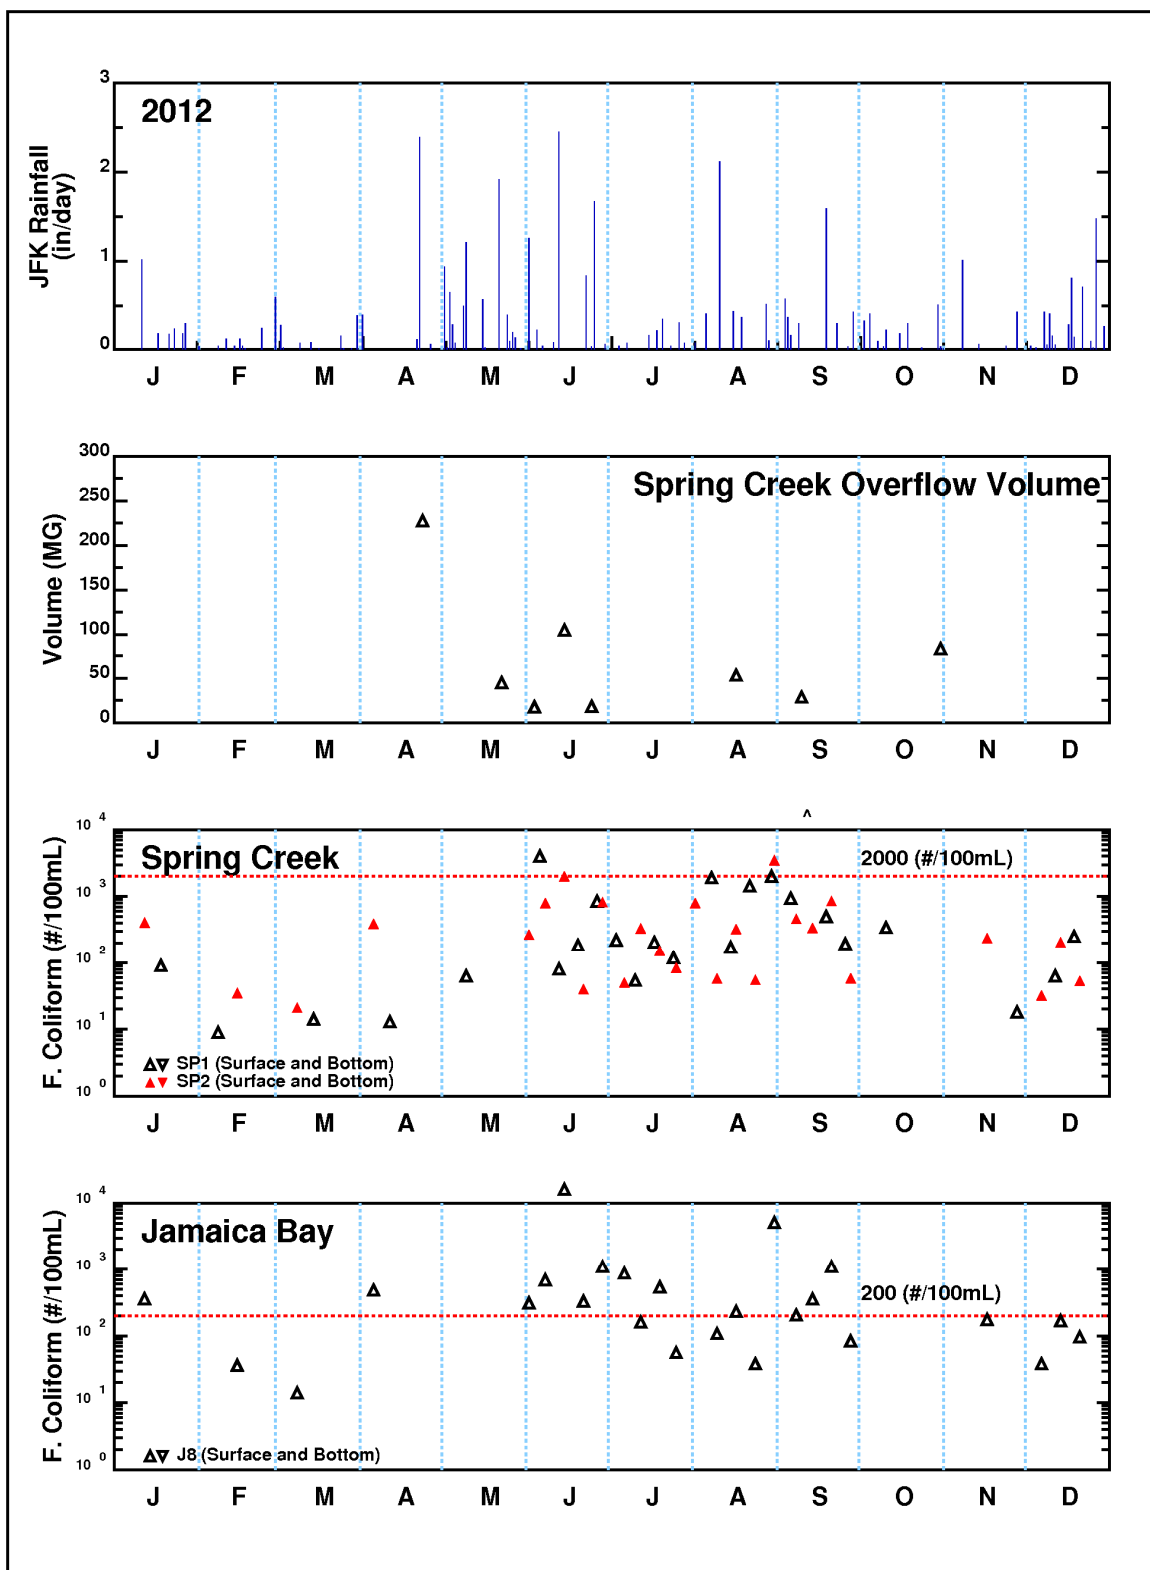 3
2012
2
1
0
JFK Rainfall
(in/day)
J F M A M J J A S O N D
300
Spring Creek Overflow Volume
250
200
150
100
50
0
Volume (MG)
J F M A M J J A S O N D
^
10 4
Spring Creek
2000 (#/100mL)
10 3
10 2
10 1
SP1 (Surface and Bottom)
SP2 (Surface and Bottom)
10 0
F. Coliform (#/100mL)
J F M A M J J A S O N D
10 4
Jamaica Bay
10 3
200 (#/100mL)
10 2
10 1
J8 (Surface and Bottom)
10 0
F. Coliform (#/100mL)
J F M A M J J A S O N D